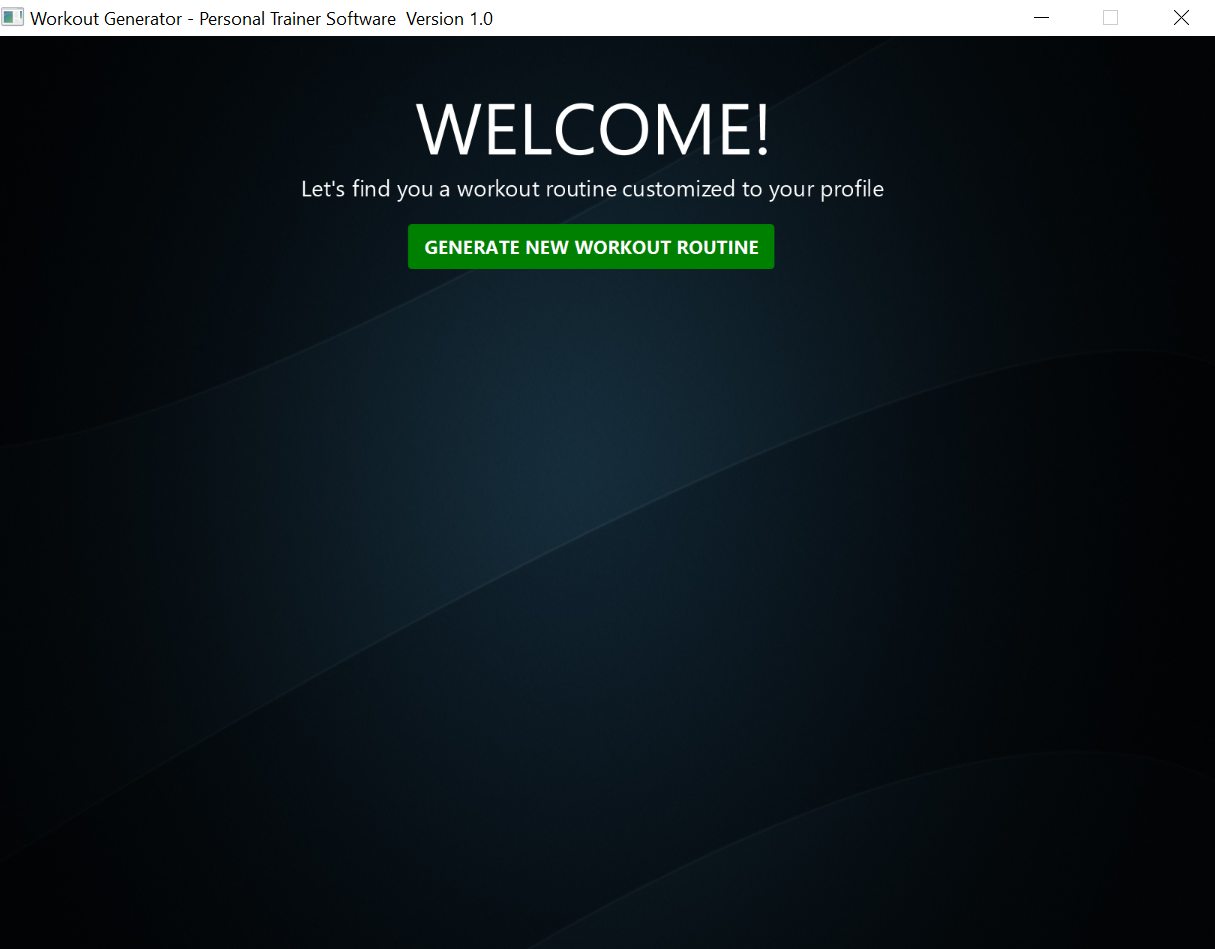 Workout Generator - Personal Trainer Software  Version 1.0
WELCOME!
Let's find you a workout routine customized to your profile
GENERATE NEW WORKOUT ROUTINE